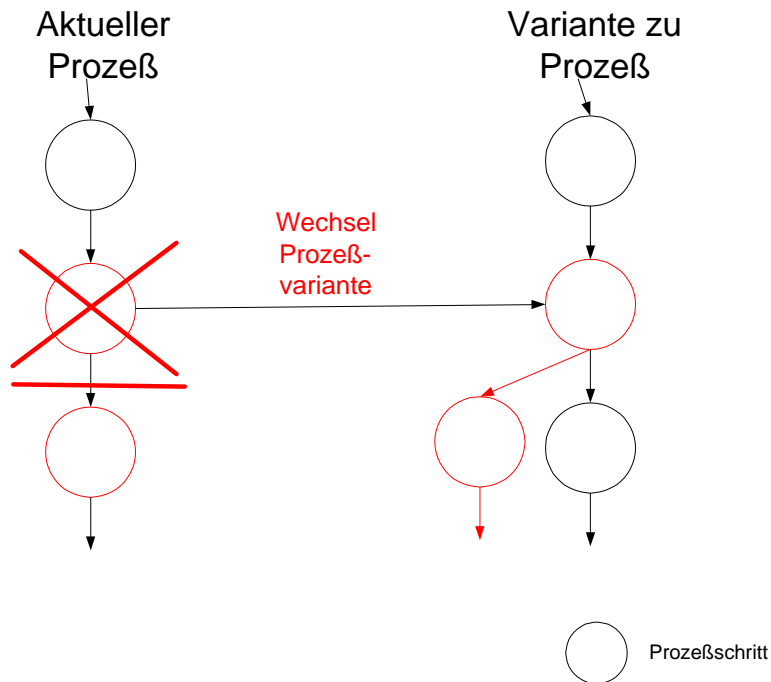 Aktueller
Prozeß
Variante zu
Prozeß
Wechsel
Prozeß-
variante
Prozeßschritt